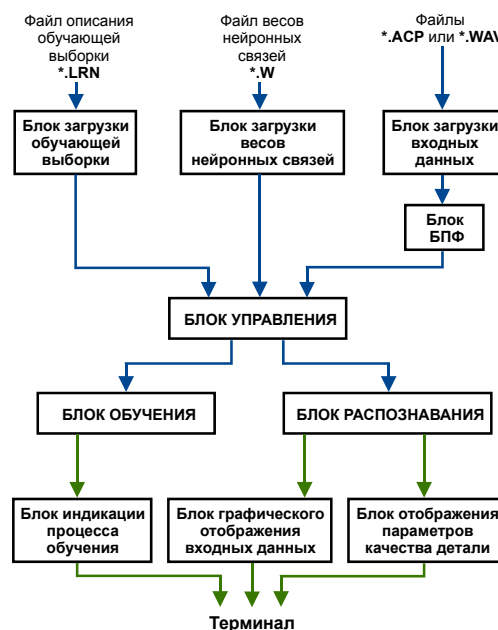 Файл описания
обучающей
выборки
*.LRN
Файл весов
нейронных
связей
*.W
Файлы
*.ACP или *.WAV
Блок загрузки
обучающей
выборки
Блок загрузки
весов
нейронных связей
Блок загрузки
входных
данных
Блок
БПФ
БЛОК УПРАВЛЕНИЯ
БЛОК ОБУЧЕНИЯ
БЛОК РАСПОЗНАВАНИЯ
Блок индикации
процесса
обучения
Блок графического
отображения
входных данных
Блок отображения
параметров
качества детали
Терминал